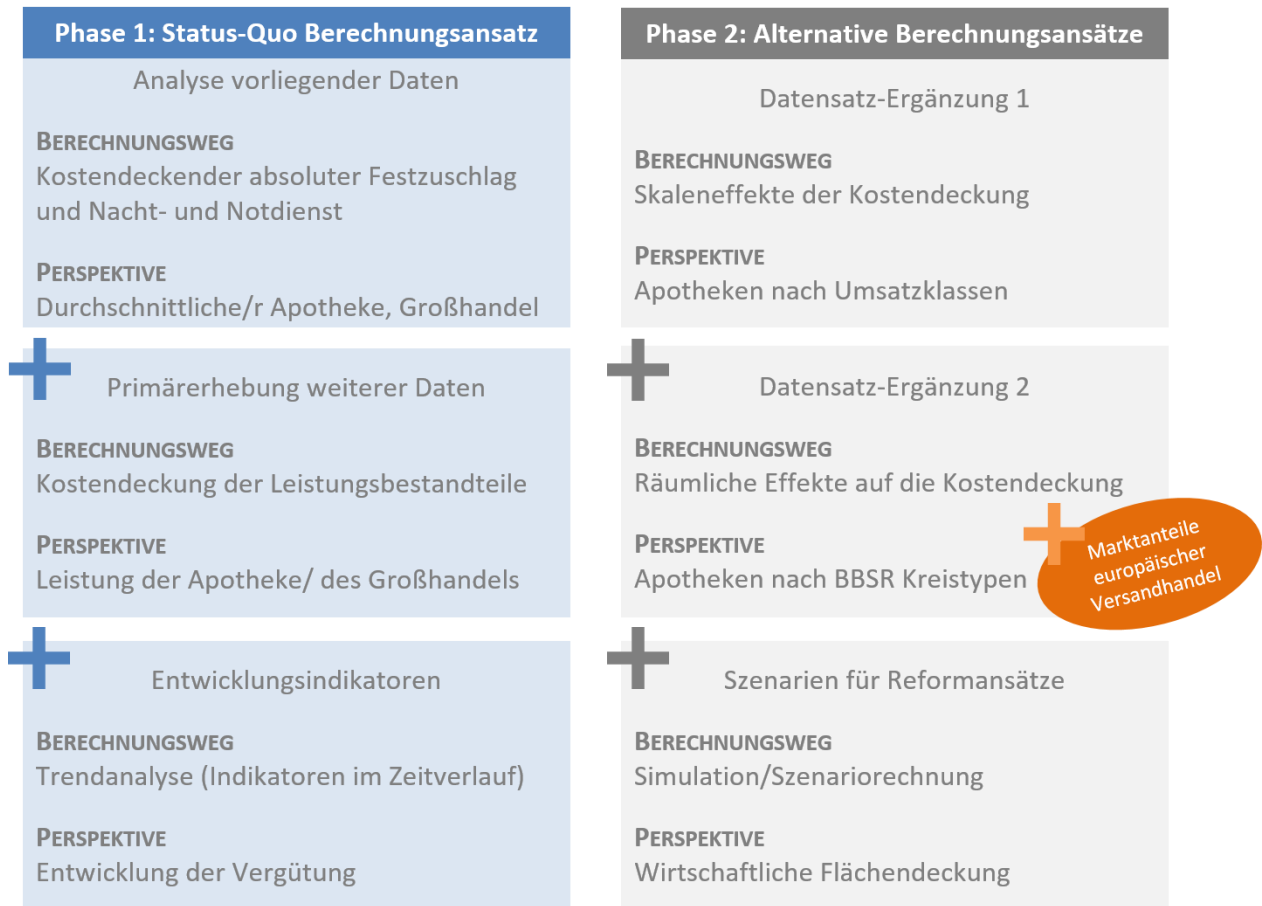 Phase 1: Status-Quo Berechnungsansatz
Analyse vorliegender Daten
BERECHNUNGSWEG
Kostendeckender absoluter Festzuschlag
und Nacht- und Notdienst
PERSPEKTIVE
Durchschnittliche/r Apotheke, Großhandel
Primärerhebung weiterer Daten
BERECHNUNGSWEG
Kostendeckung der Leistungsbestandteile
PERSPEKTIVE
Leistung der Apotheke/ des Großhandels
Entwicklungsindikatoren
BERECHNUNGSWEG
Trendanalyse (Indikatoren im Zeitverlauf)
PERSPEKTIVE
Entwicklung der Vergütung
Phase 2: Alternative Berechnungsansätze
Datensatz-Ergänzung 1
BERECHNUNGSWEG
Skaleneffekte der Kostendeckung
PERSPEKTIVE
Apotheken nach Umsatzklassen
Datensatz-Ergänzung 2
BERECHNUNGSWEG
Räumliche Effekte auf die Kostendeckung
PERSPEKTIVE
Apotheken nach BBSR Kreistypen
Marktanteile
europäischer
Versandhandel
Szenarien für Reformansätze
BERECHNUNGSWEG
Simulation/Szenariorechnung
PERSPEKTIVE
Wirtschaftliche Flächendeckung